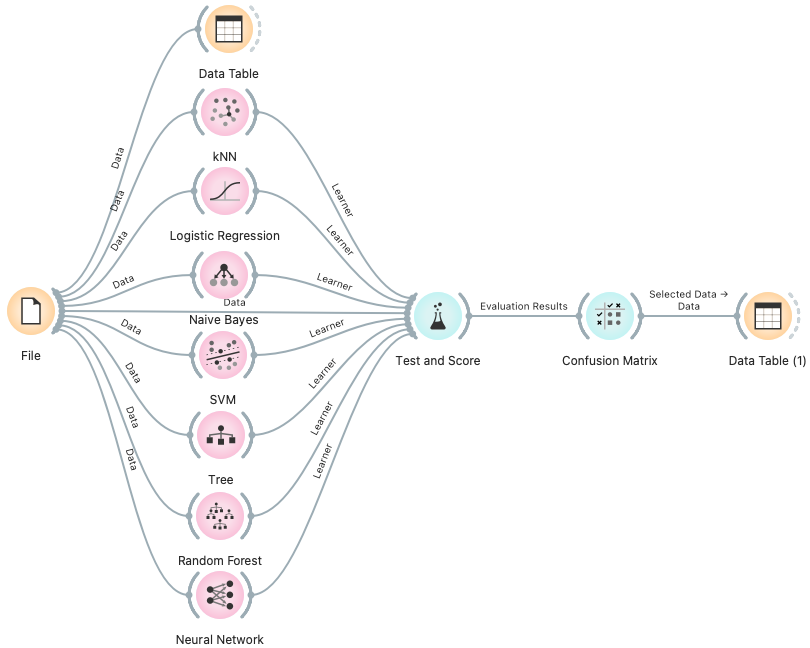 Data Table
Data
kNN
Data
Learner
Logistic Regression
Data
Learner
Data
Learner
Data
Naive Bayes
File
Data
Learner
Evaluation Results
Selected Data →
Data
Test and Score
Confusion Matrix
Data Table (1)
SVM
Data
Learner
Tree
Data
Learner
Random Forest
Data
Learner
Neural Network